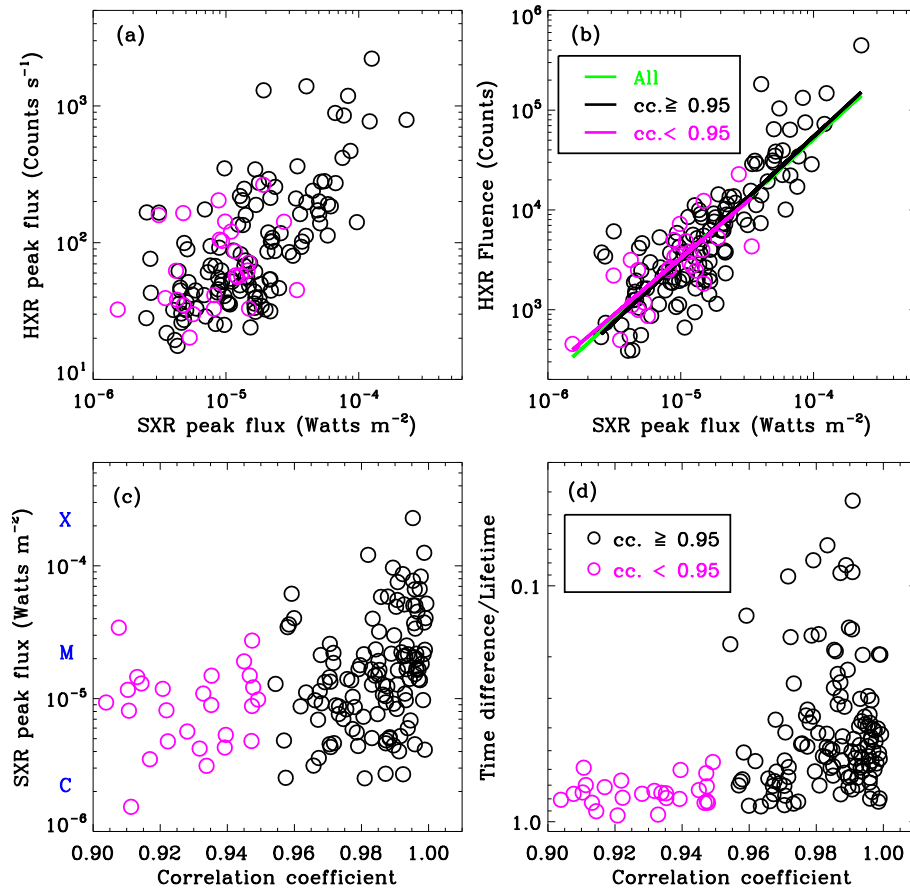 (a)
HXR peak flux (Counts s⁻¹)
10³
10²
10¹
10⁻⁶ 10⁻⁵ 10⁻⁴
SXR peak flux (Watts m⁻²)
(b)
All
cc.≧ 0.95
cc.< 0.95
HXR Fluence (Counts)
10⁶
10⁵
10⁴
10³
10⁻⁶ 10⁻⁵ 10⁻⁴
SXR peak flux (Watts m⁻²)
(c)
X
M
C
SXR peak flux (Watts m⁻²)
10⁻⁴
10⁻⁵
10⁻⁶
0.90 0.92 0.94 0.96 0.98 1.00
Correlation coefficient
(d)
cc. ≧ 0.95
cc. < 0.95
Time difference/Lifetime
0.1
1.0
0.90 0.92 0.94 0.96 0.98 1.00
Correlation coefficient